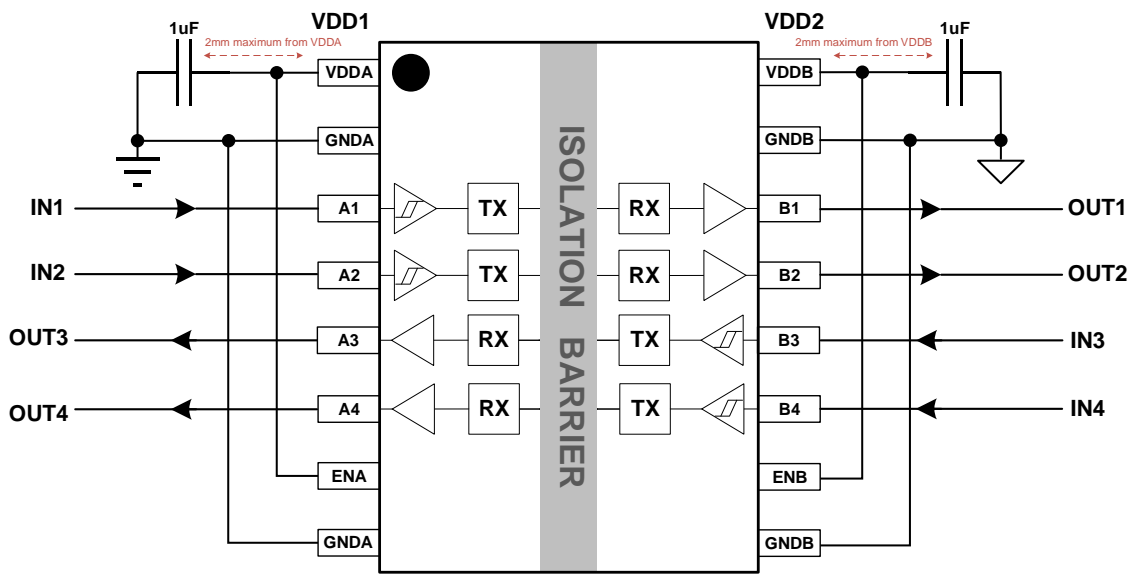 VDD1
VDD2
1uF
1uF
2mm maximum from VDDA
2mm maximum from VDDB
VDDA
VDDB
GNDA
GNDB
ISOLATION BARRIER
IN1
A1
TX
RX
B1
OUT1
IN2
A2
TX
RX
B2
OUT2
OUT3
A3
RX
TX
B3
IN3
OUT4
A4
RX
TX
B4
IN4
ENA
ENB
GNDA
GNDB